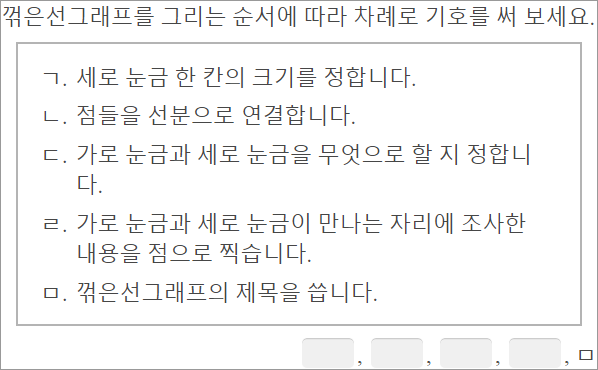 꺾은선그래프를 그리는 순서에 따라 차례로 기호를 써 보세요.
ㄱ. 세로 눈금 한 칸의 크기를 정합니다.
ㄴ. 점들을 선분으로 연결합니다.
ㄷ. 가로 눈금과 세로 눈금을 무엇으로 할 지 정합니
다.
ㄹ. 가로 눈금과 세로 눈금이 만나는 자리에 조사한
내용을 점으로 찍습니다.
ㅁ. 꺾은선그래프의 제목을 씁니다.
, , , , ㅁ